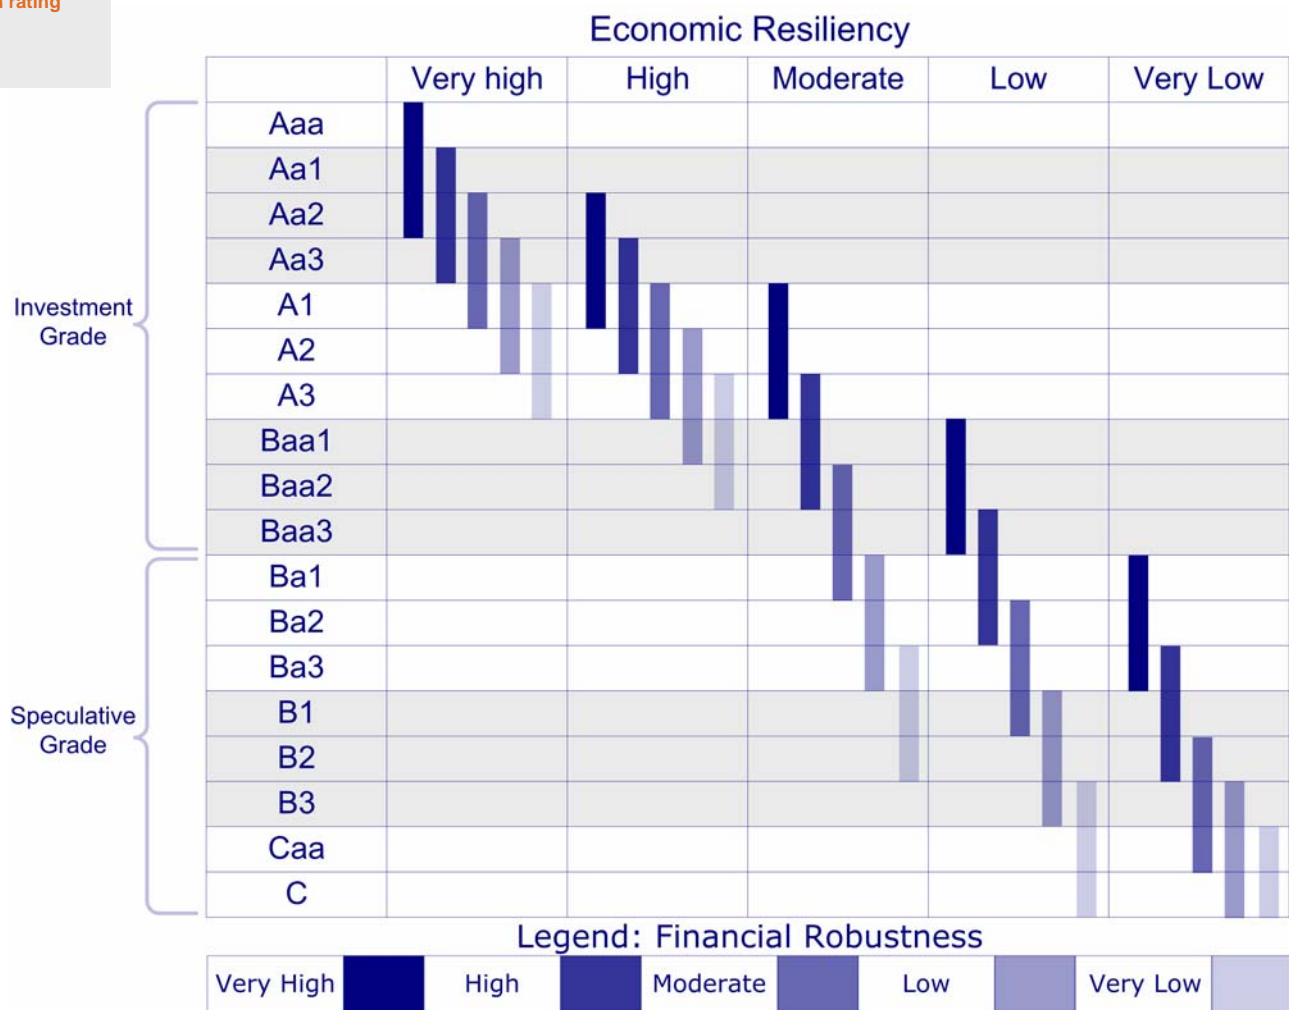 rating
Economic Resiliency
Very high High Moderate Low Very Low
Aaa
Aa1
Aa2
Aa3
A1
A2
A3
Baa1
Baa2
Baa3
Ba1
Ba2
Ba3
B1
B2
B3
Caa
C
Investment
Grade
Speculative
Grade
Legend: Financial Robustness
Very High High Moderate Low Very Low